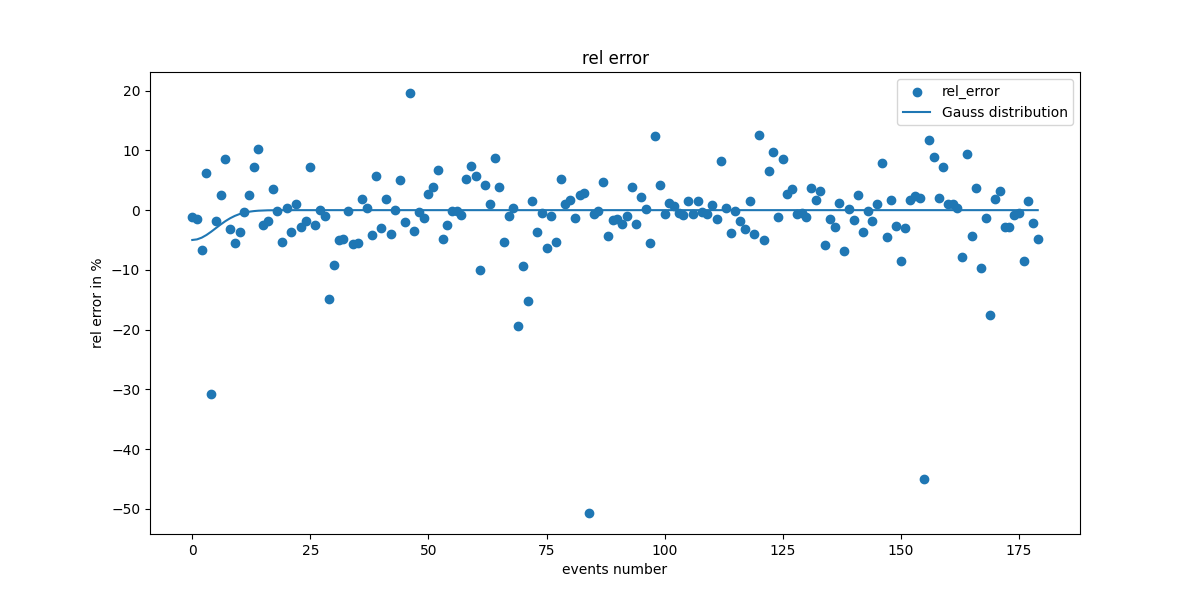 rel error
rel_error
Gauss distribution
rel error in %
20
10
0
−10
−20
−30
−40
−50
0 25 50 75 100 125 150 175
events number